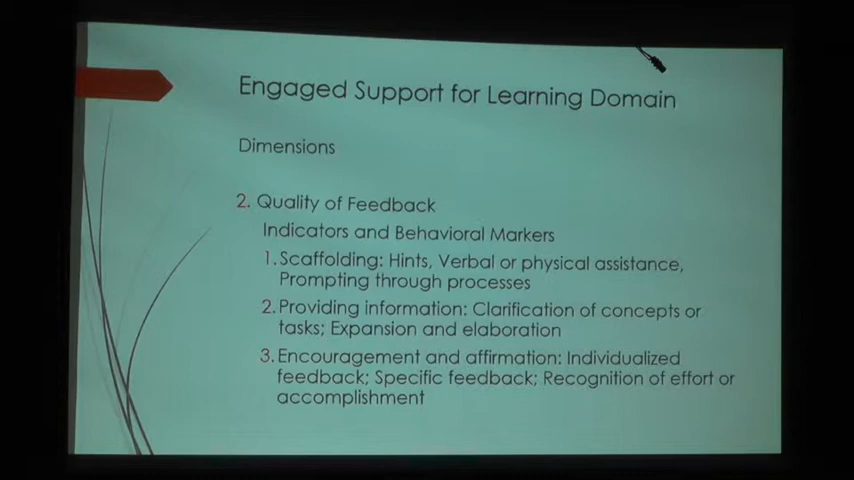 Engaged Support for Learning Domain
Dimensions
2. Quality of Feedback
Indicators and Behavioral Markers
1. Scaffolding: Hints, Verbal or physical assistance,
Prompting through processes
2. Providing information: Clarification of concepts or
tasks; Expansion and elaboration
3. Encouragement and affirmation: Individualized
feedback; Specific feedback; Recognition of effort or
accomplishment